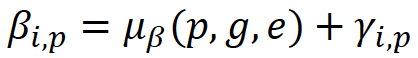 β_{i,p} = μ_β(p, g, e) + γ_{i,p}